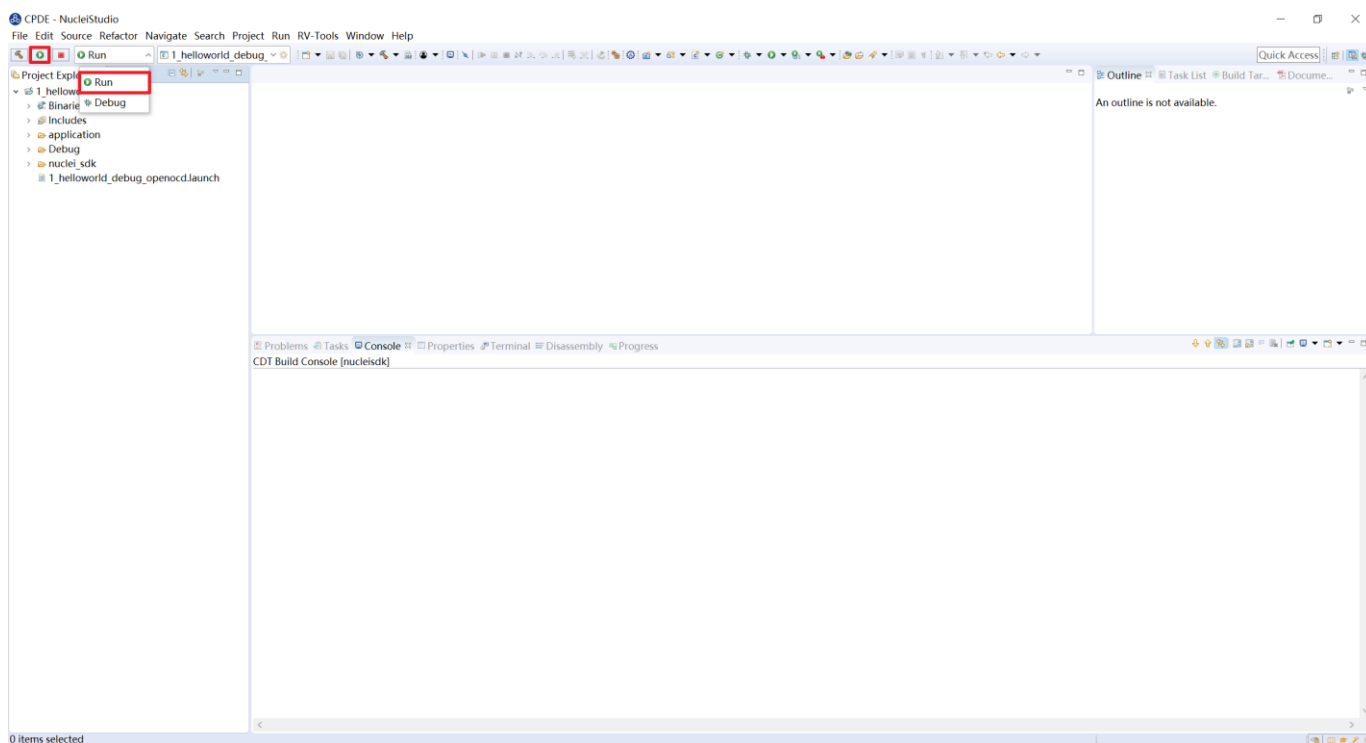 CPDE - NucleiStudio
File Edit Source Refactor Navigate Search Project Run RV-Tools Window Help
Run 1_helloworld_debug_ Quick Access
Project Expl
Run
Debug
1_hellow
Binarie
Includes
application
Debug
nuclei_sdk
1_helloworld_debug_openocd.launch
Outline Task List Build Tar... Docume...
An outline is not available.
Problems Tasks Console Properties Terminal Disassembly Progress
CDT Build Console [nucleisdk]
0 items selected